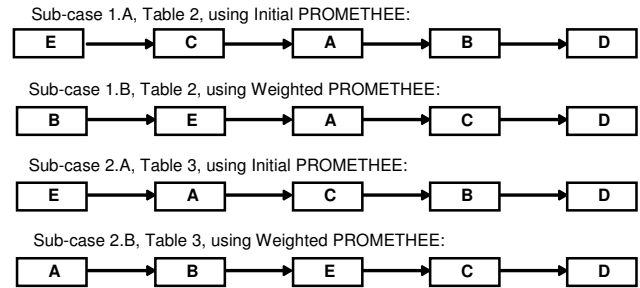 Sub-case 1.A, Table 2, using Initial PROMETHEE:
E C A B D
Sub-case 1.B, Table 2, using Weighted PROMETHEE:
B E A C D
Sub-case 2.A, Table 3, using Initial PROMETHEE:
E A C B D
Sub-case 2.B, Table 3, using Weighted PROMETHEE:
A B E C D